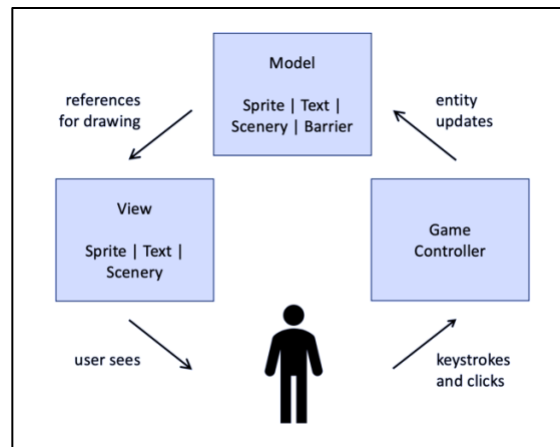 Model
Sprite | Text |
Scenery | Barrier
references
for drawing
entity
updates
View
Sprite | Text |
Scenery
Game
Controller
user sees
keystrokes
and clicks